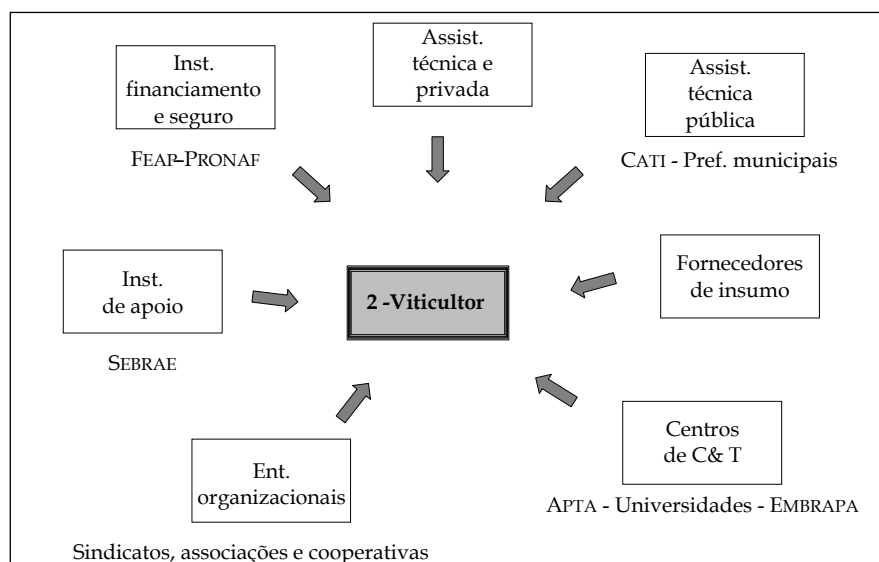 Inst.
financiamento
e seguro
FEAP–PRONAF
Assist.
técnica e
privada
Assist.
técnica
pública
CATI - Pref. municipais
Inst.
de apoio
SEBRAE
2 -Viticultor
Fornecedores
de insumo
Ent.
organizacionais
Sindicatos, associações e cooperativas
Centros
de C& T
APTA - Universidades - EMBRAPA